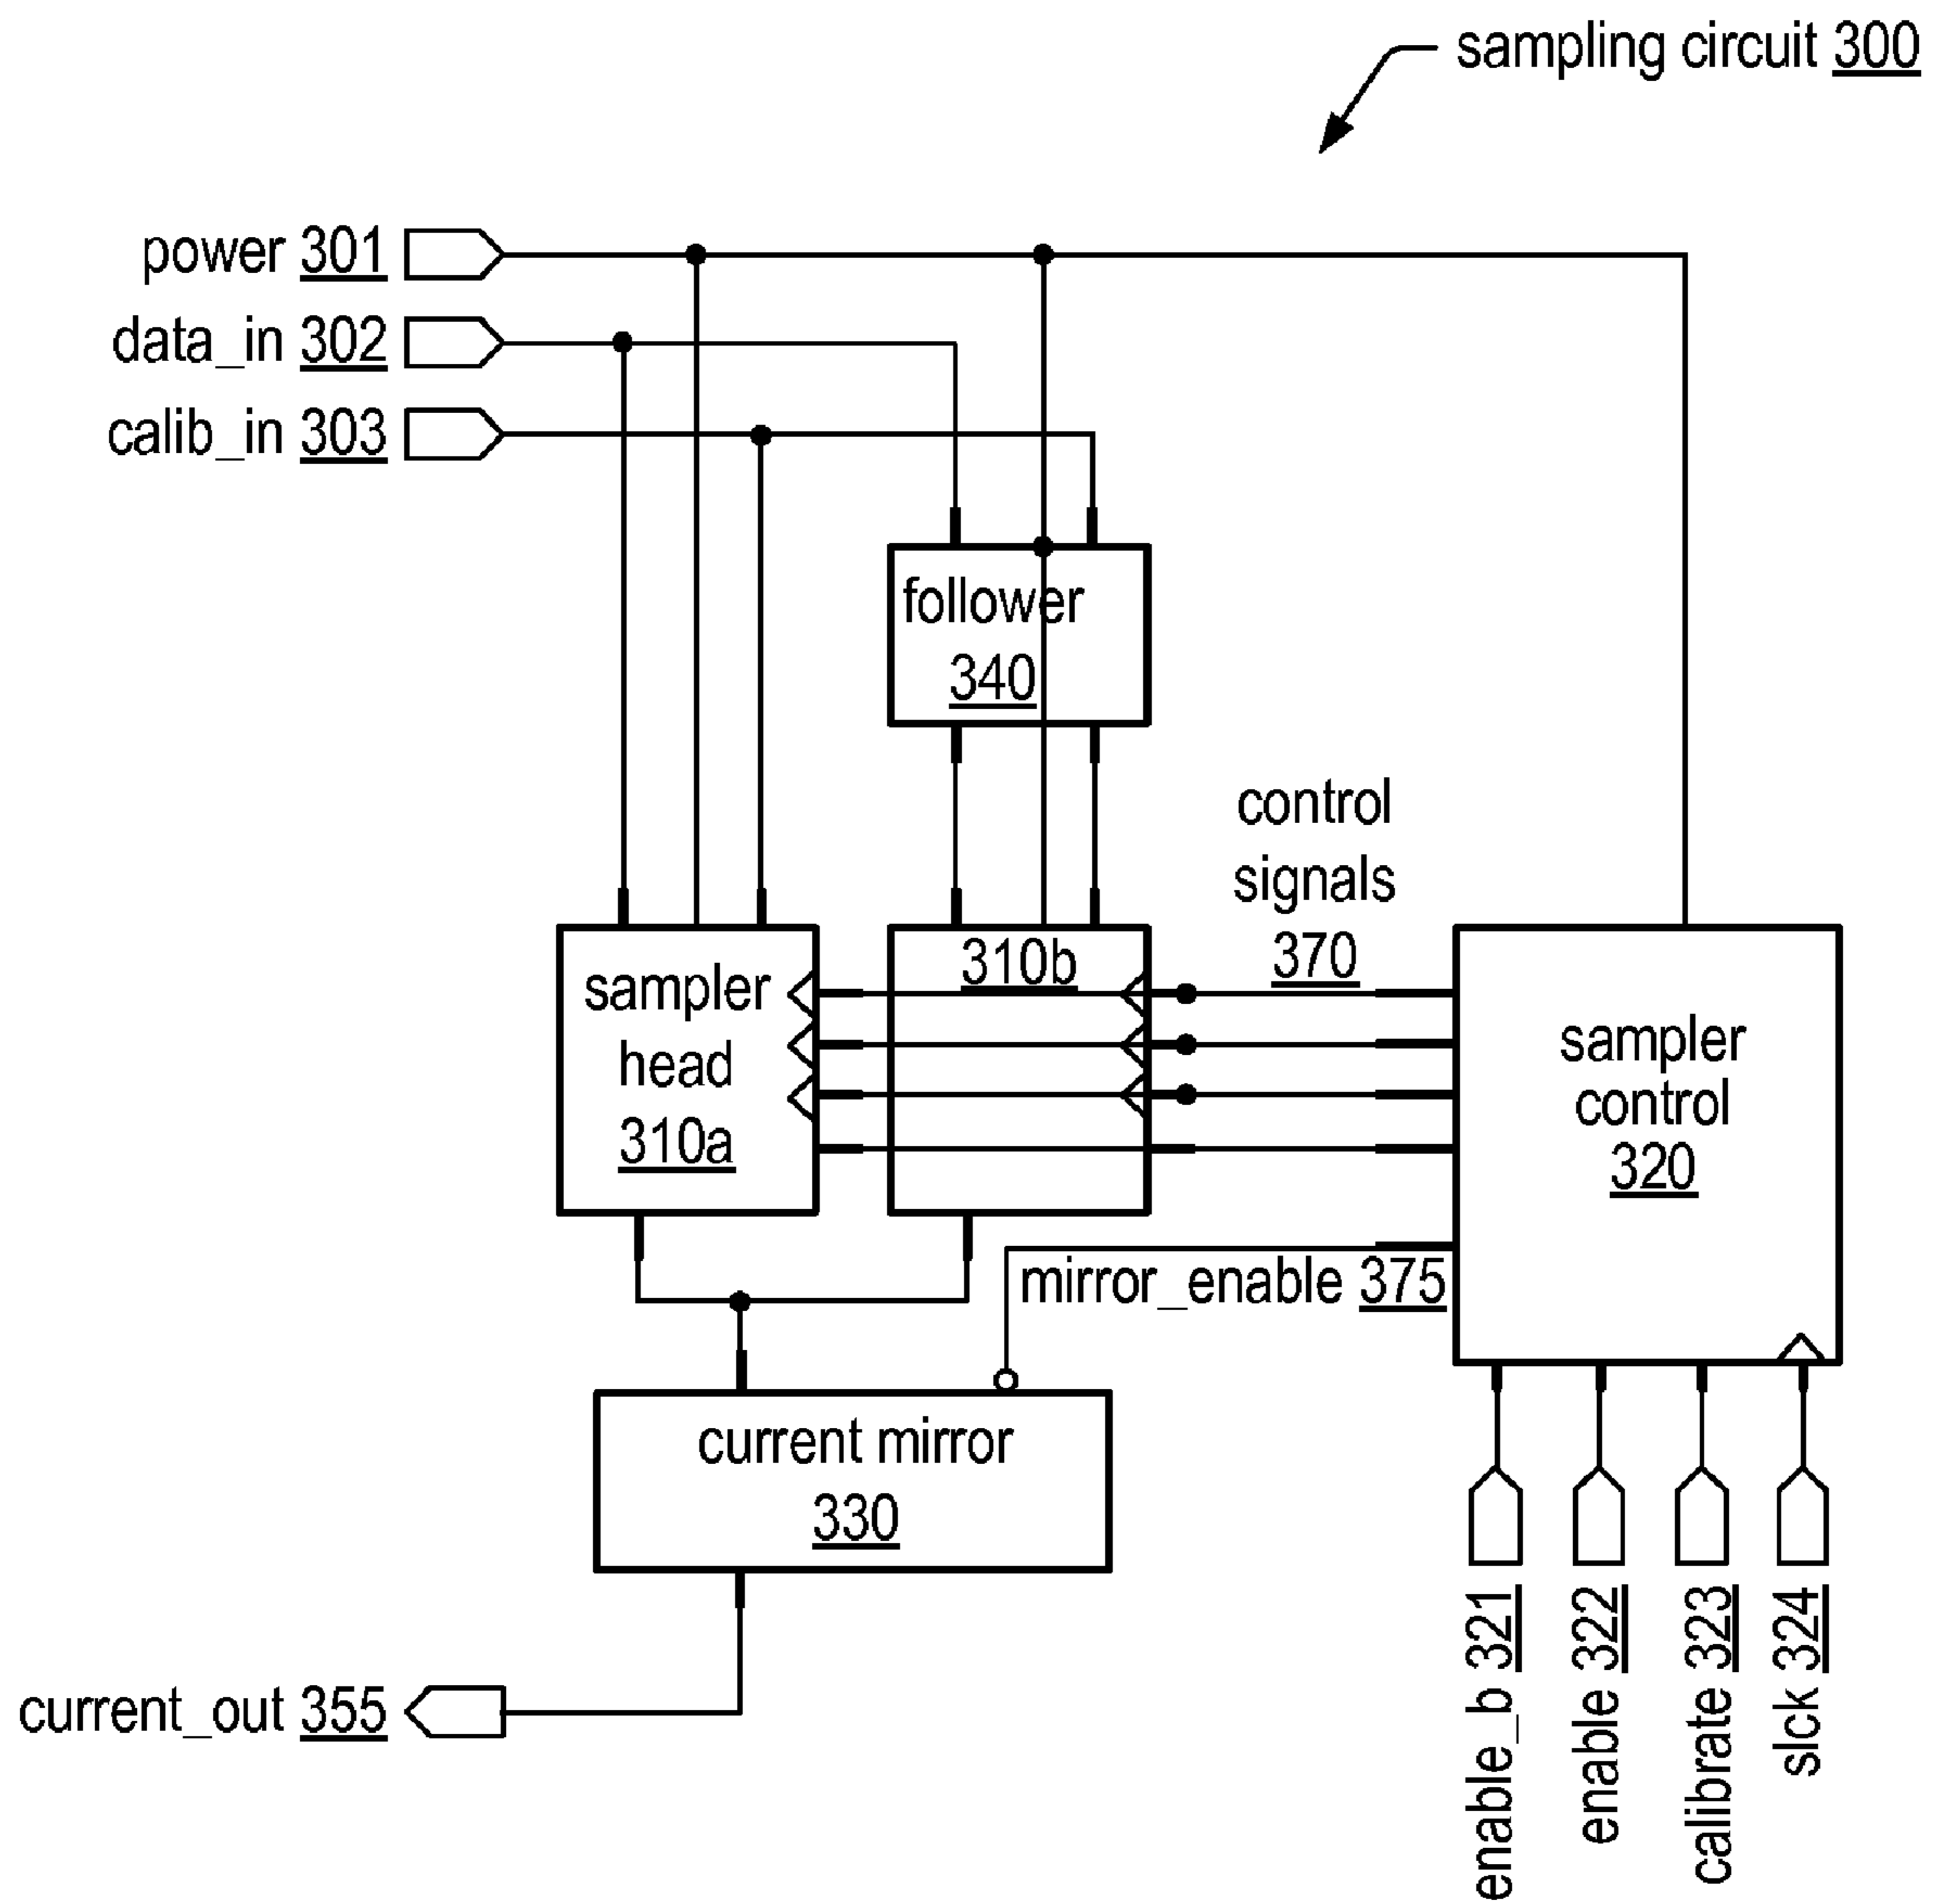 sampling circuit 300
power 301
data_in 302
calib_in 303
follower
340
control
signals
370
310b
sampler
head
310a
sampler
control
320
mirror_enable 375
current mirror
330
current_out 355
enable_b 321
enable 322
calibrate 323
slck 324